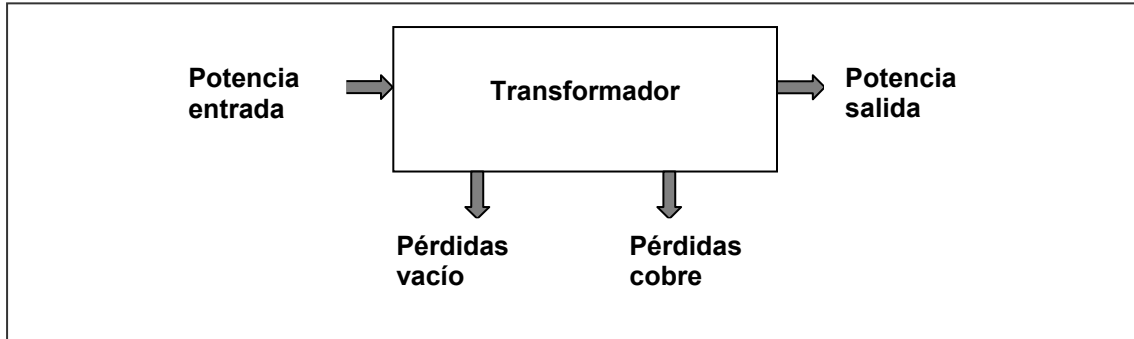 Potencia
entrada
Transformador
Potencia
salida
Pérdidas
vacío
Pérdidas
cobre